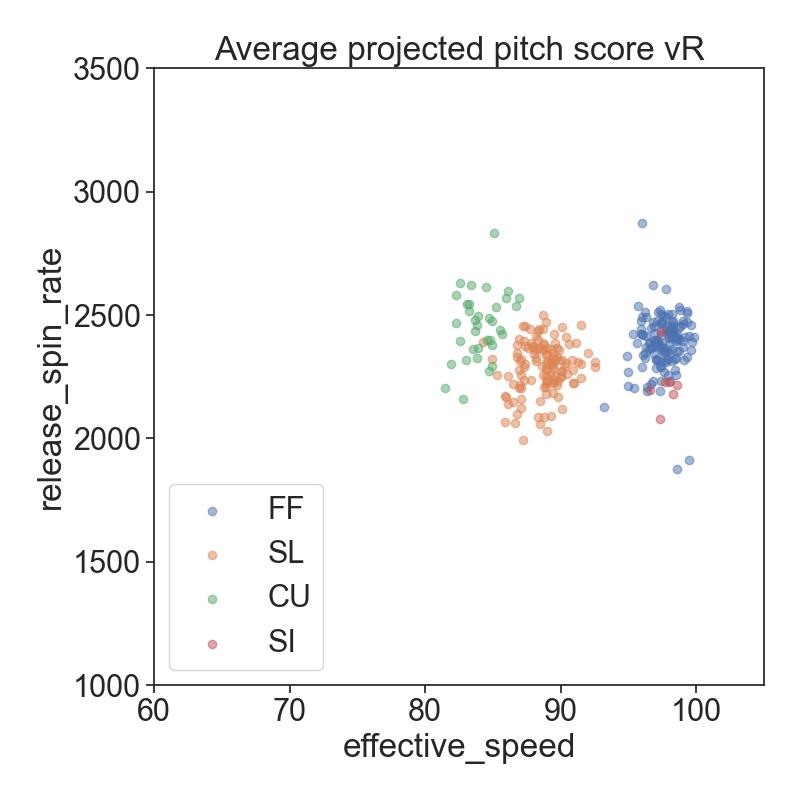 Average projected pitch score vR
3500
3000
2500
2000
1500
1000
release_spin_rate
FF
SL
CU
SI
60 70 80 90 100
effective_speed